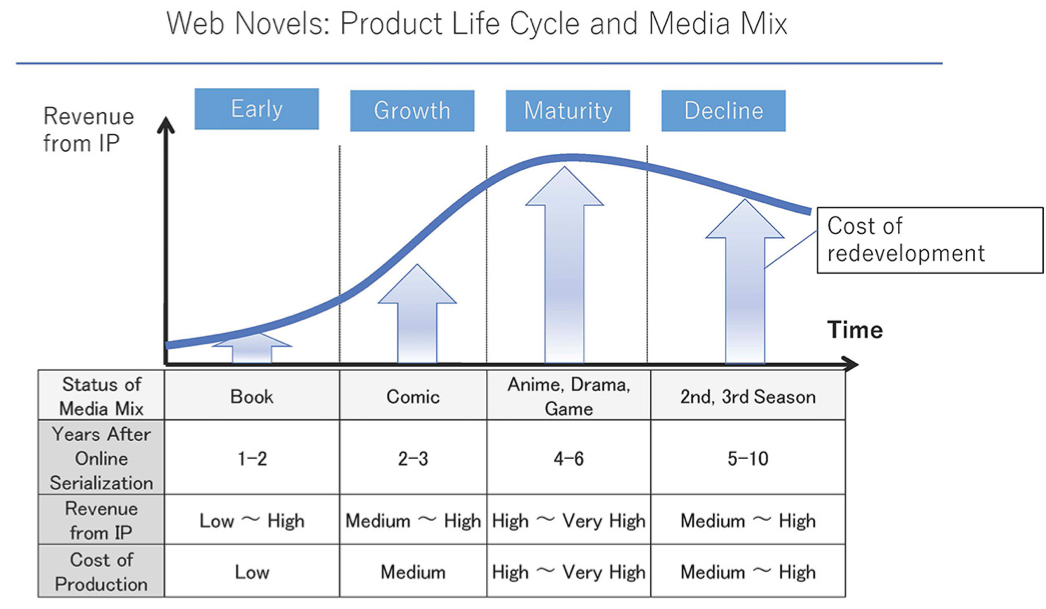 Web Novels: Product Life Cycle and Media Mix
Revenue
from IP
Early
Growth
Maturity
Decline
Cost of
redevelopment
Time
Status of
Media Mix
Book
Comic
Anime, Drama,
Game
2nd, 3rd Season
Years After
Online
Serialization
1–2
2–3
4–6
5–10
Revenue
from IP
Low ～ High
Medium ～ High
High ～ Very High
Medium ～ High
Cost of
Production
Low
Medium
High ～ Very High
Medium ～ High